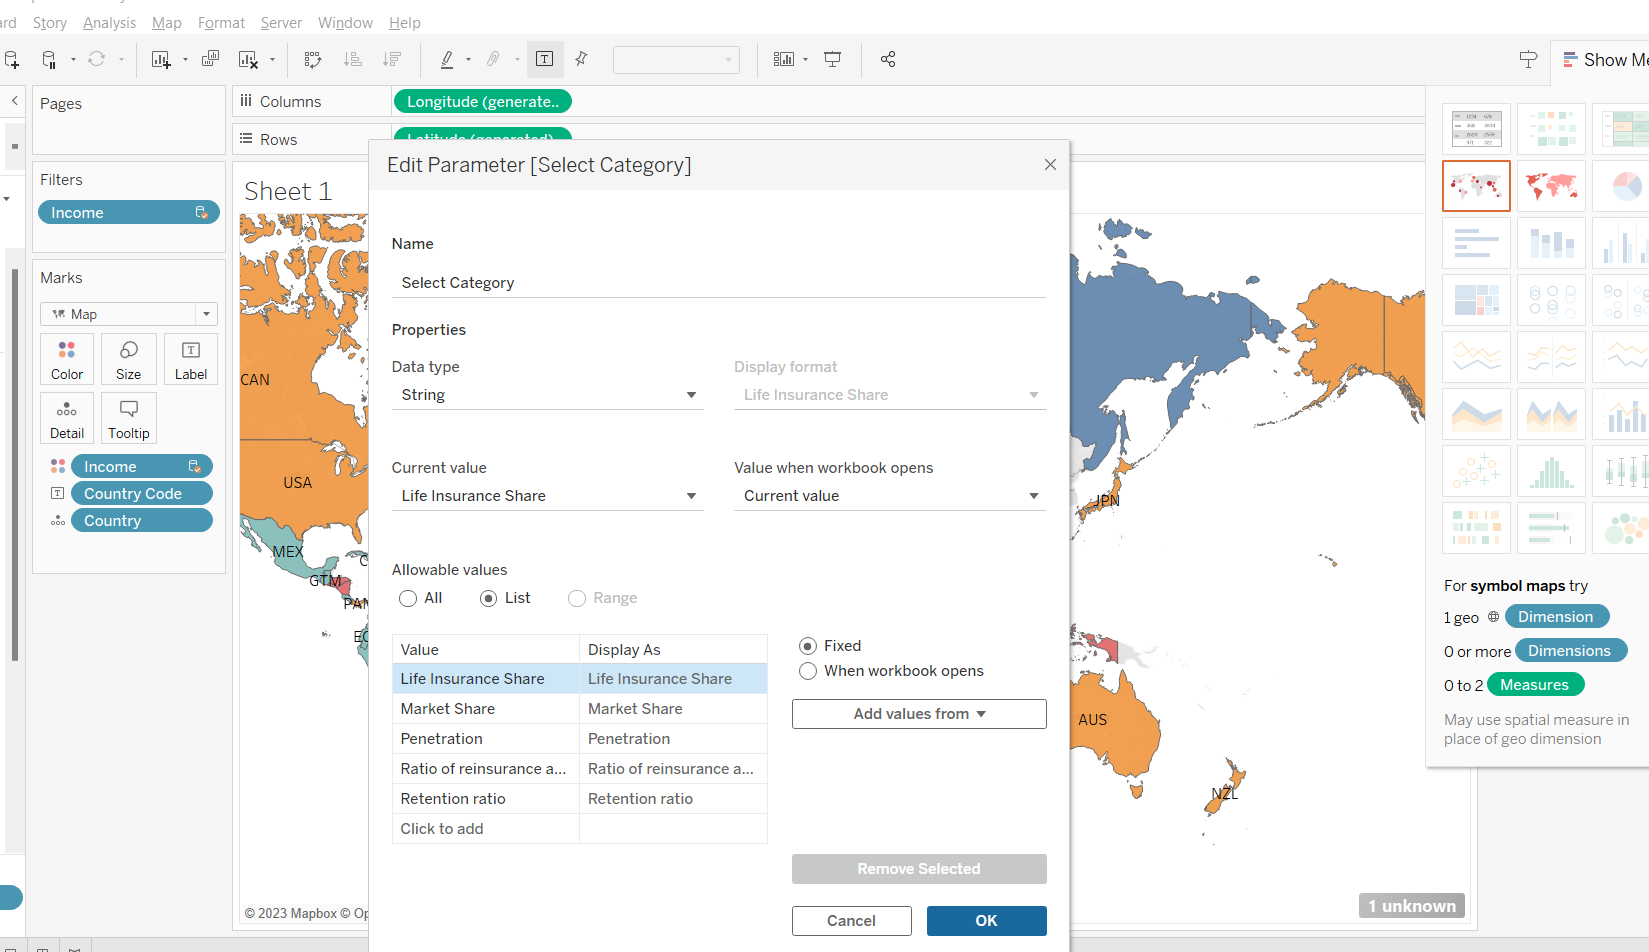 Story Analysis Map Format Server Window Help
Show Me
Pages
Columns
Longitude (generate..
Rows
Latitude (generated)
Filters
Income
Marks
Map
Color
Size
Label
Detail
Tooltip
Income
Country Code
Country
Sheet 1
CAN
USA
MEX
GTM
PAN
JPN
AUS
NZL
© 2023 Mapbox ©
1 unknown
Edit Parameter [Select Category]
Name
Select Category
Properties
Data type
Display format
String
Life Insurance Share
Current value
Value when workbook opens
Life Insurance Share
Current value
Allowable values
All
List
Range
Value
Display As
Life Insurance Share
Life Insurance Share
Market Share
Market Share
Penetration
Penetration
Ratio of reinsurance a...
Ratio of reinsurance a...
Retention ratio
Retention ratio
Click to add
Fixed
When workbook opens
Add values from
Remove Selected
Cancel
OK
For symbol maps try
1 geo Dimension
0 or more Dimensions
0 to 2 Measures
May use spatial measure in
place of geo dimension